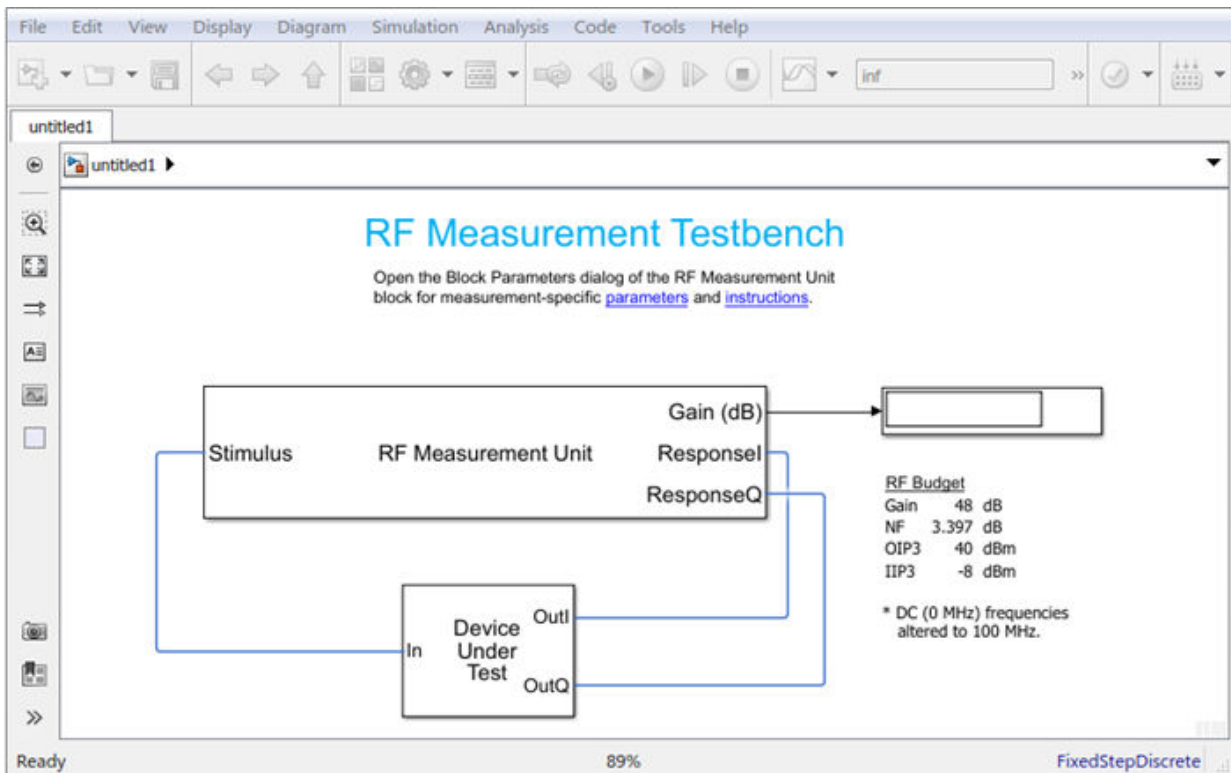 File Edit View Display Diagram Simulation Analysis Code Tools Help
inf
untitled1
untitled1
RF Measurement Testbench
Open the Block Parameters dialog of the RF Measurement Unit
block for measurement-specific parameters and instructions.
Gain (dB)
Stimulus RF Measurement Unit ResponseI
ResponseQ
RF Budget
Gain 48 dB
NF 3.397 dB
OIP3 40 dBm
IIP3 -8 dBm
* DC (0 MHz) frequencies
altered to 100 MHz.
OutI
Device
In Under
Test
OutQ
Ready 89% FixedStepDiscrete